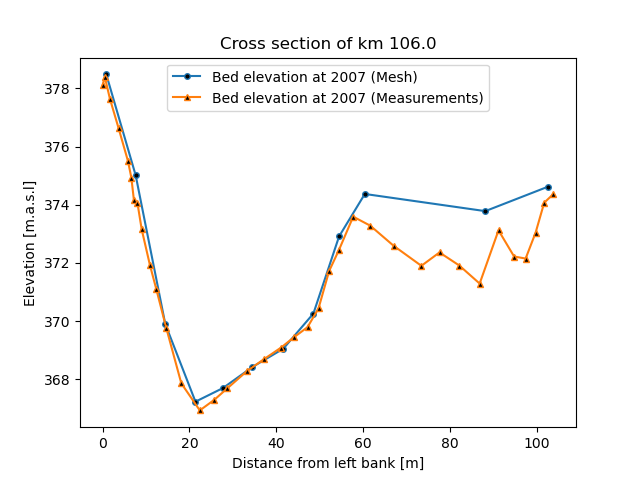 Cross section of km 106.0
Bed elevation at 2007 (Mesh)
Bed elevation at 2007 (Measurements)
Elevation [m.a.s.l]
378
376
374
372
370
368
0 20 40 60 80 100
Distance from left bank [m]